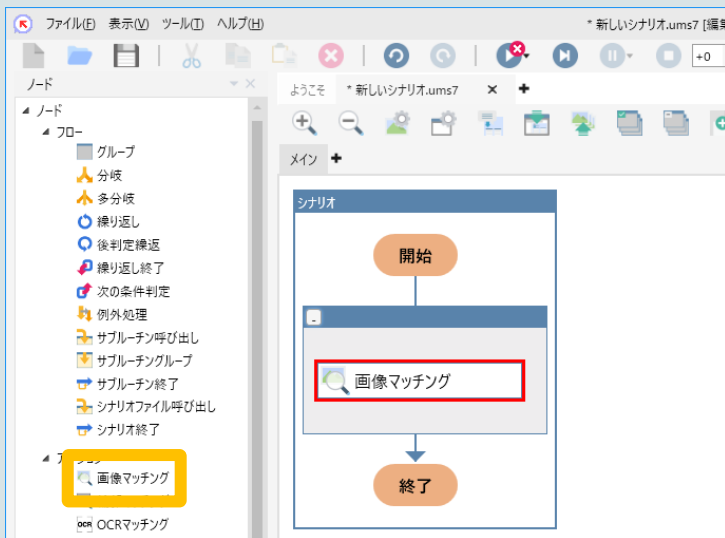 ファイル(F) 表示(V) ツール(T) ヘルプ(H)
* 新しいシナリオ.ums7 [編集
+0
ノード
ようこそ * 新しいシナリオ.ums7
ノード
フロー
グループ
分岐
多分岐
繰り返し
後判定繰返
繰り返し終了
次の条件判定
例外処理
サブルーチン呼び出し
サブルーチングループ
サブルーチン終了
シナリオファイル呼び出し
シナリオ終了
画像マッチング
OCR OCRマッチング
メイン
シナリオ
開始
画像マッチング
終了